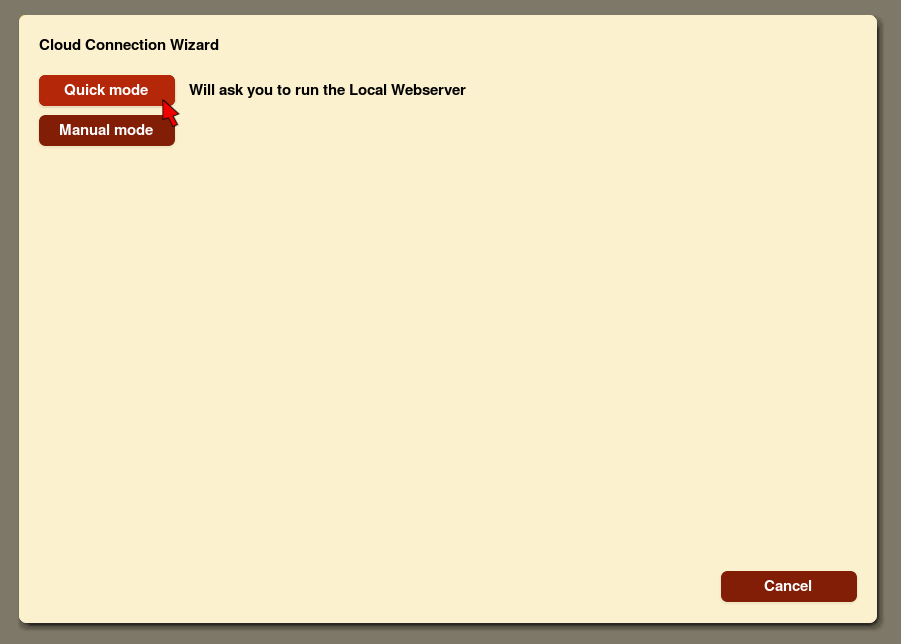 Cloud Connection Wizard
Quick mode Will ask you to run the Local Webserver
Manual mode
Cancel